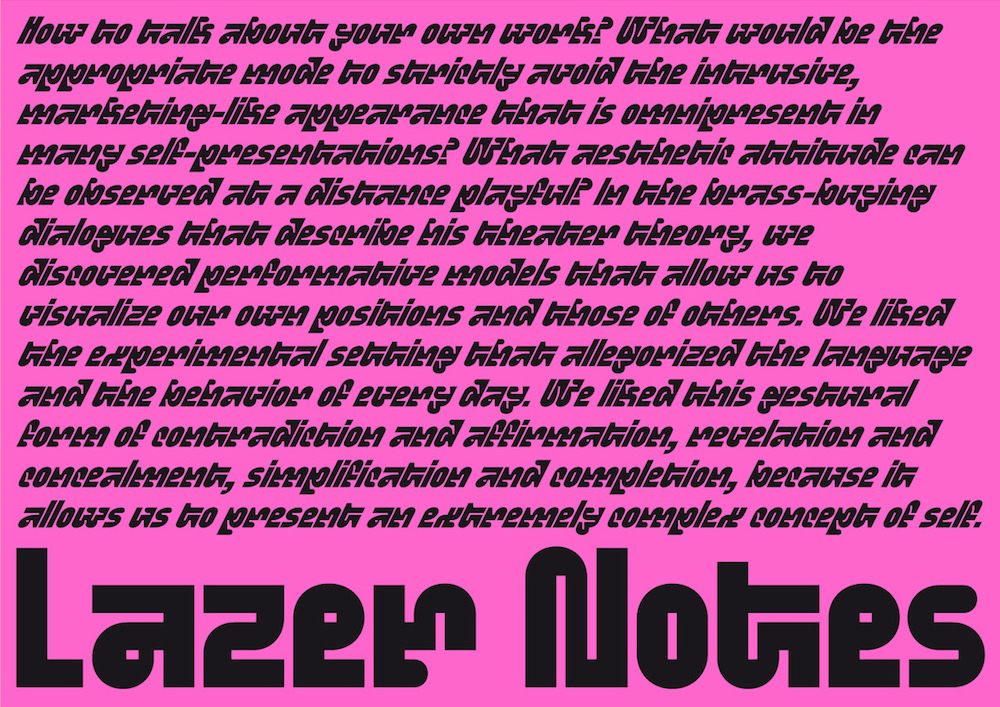 How to talk about your own work? What would be the
appropriate mode to strictly avoid the intrusive,
marketing-like appearance that is omnipresent in
many self-presentations? What aesthetic attitude can
be observed at a distance playful? In the brass-buying
dialogues that describe his theater theory, we
discovered performative models that allow us to
visualize our own positions and those of others. We liked
the experimental setting that allegorized the language
and the behavior of every day. We liked this gestural
form of contradiction and affirmation, revelation and
concealment, simplification and completion, because it
allows us to present an extremely complex concept of self.
Lazer Notes